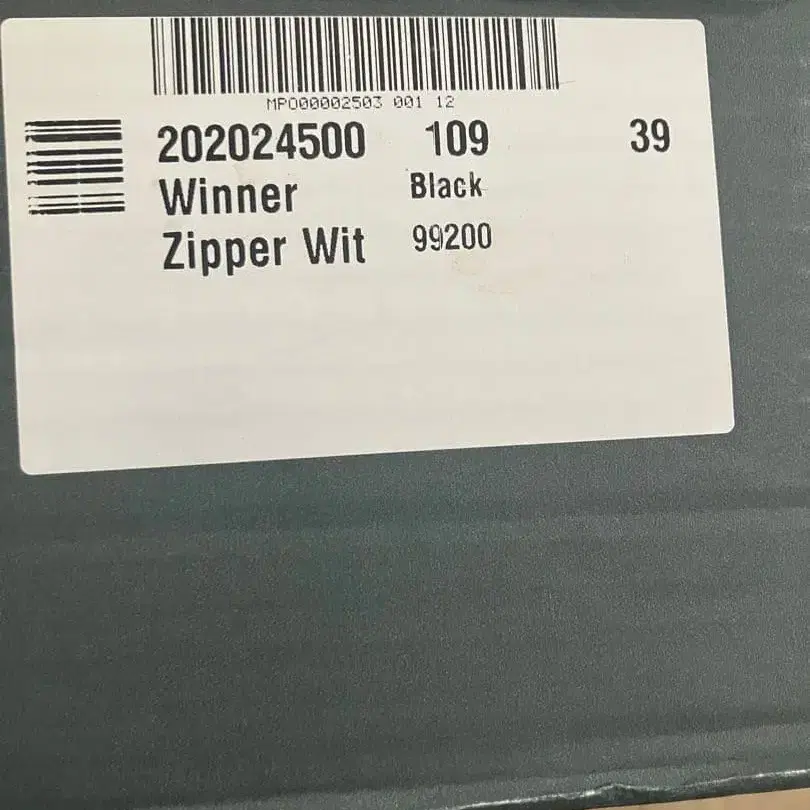 MPO00002503 001 12
202024500 109 39
Winner Black
Zipper Wit 99200